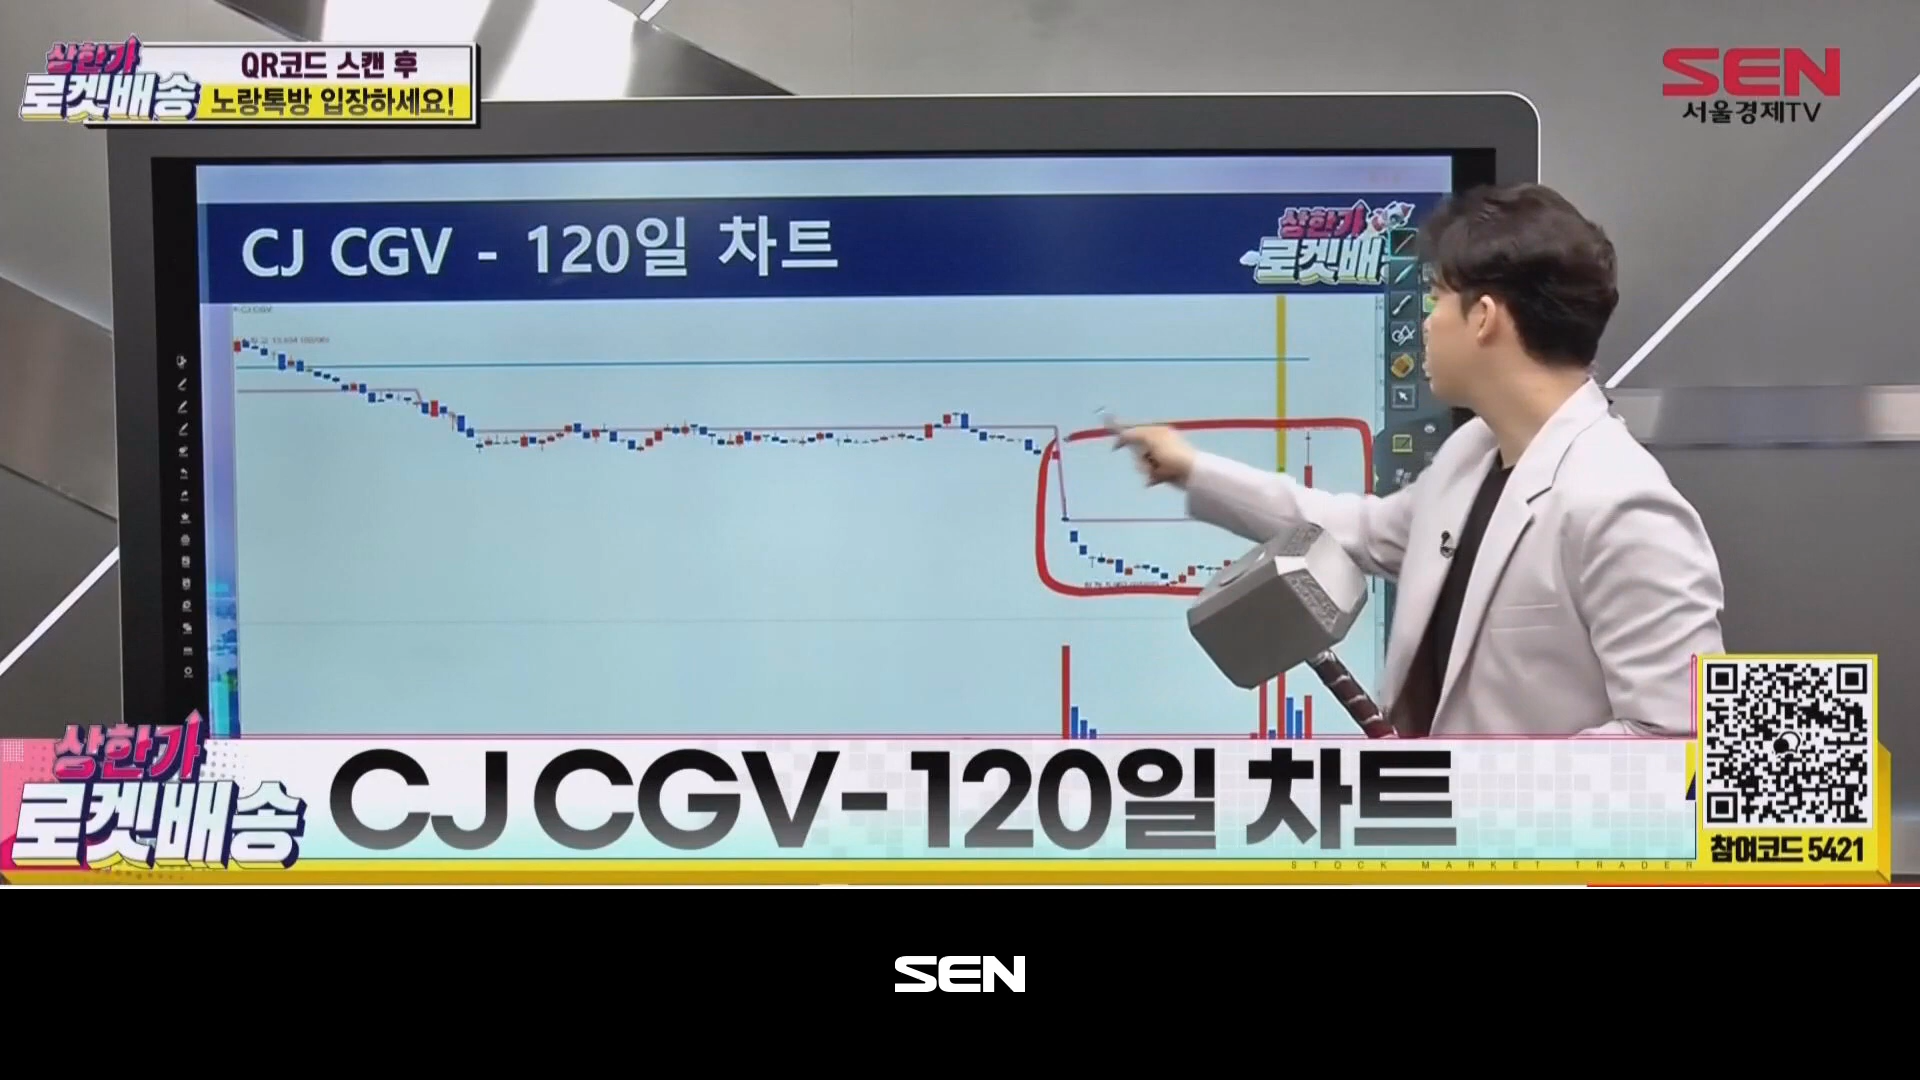 상한가
로켓배송
QR코드 스캔 후
노랑톡방 입장하세요!
SEN
서울경제TV
CJ CGV - 120일 차트
상한가
로켓배
CJ CGV
상한가
로켓배송
CJ CGV - 120일 차트
참여코드 5421
STOCK MARKET TRADER
SEN